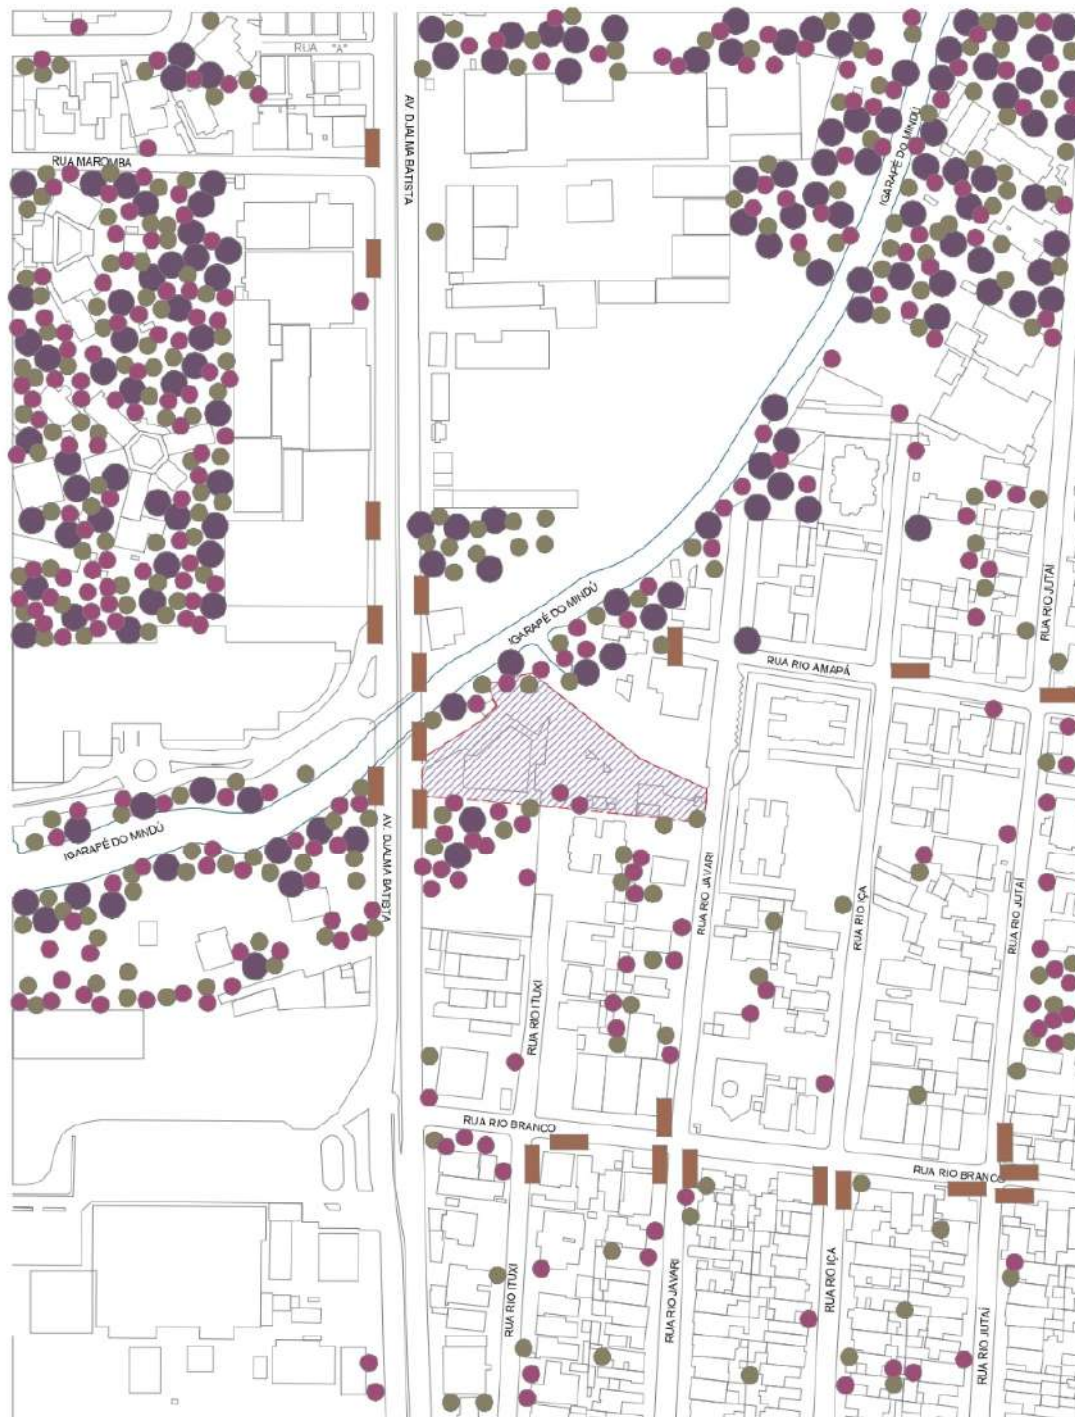 RUA "A"
AV. DJALMA BATISTA
RUA MAROMBA
IGARAPÉ DO MINDÚ
IGARAPÉ DO MINDÚ
RUA RIO JUTAÍ
RUA RIO AMAPÁ
IGARAPÉ DO MINDÚ
AV. DJALMA BATISTA
RUA RIO JAVARI
RUA RIO IÇA
RUA RIO JUTAÍ
RUA RIO ITUXI
RUA RIO BRANCO
RUA RIO BRANCO
RUA RIO ITUXI
RUA RIO JAVARI
RUA RIO IÇA
RUA RIO JUTAÍ